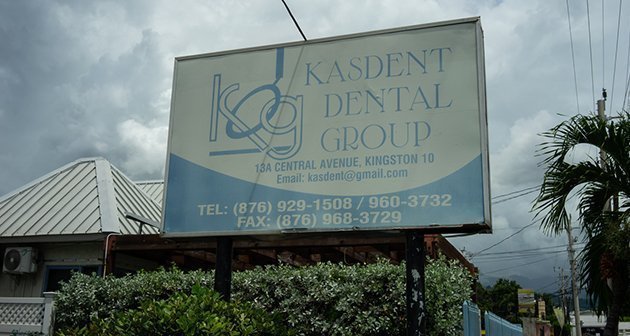 Kdg
KASDENT
DENTAL
GROUP
13A CENTRAL AVENUE, KINGSTON 10
Email: kasdent@gmail.com
TEL: (876) 929-1508 / 960-3732
FAX: (876) 968-3729